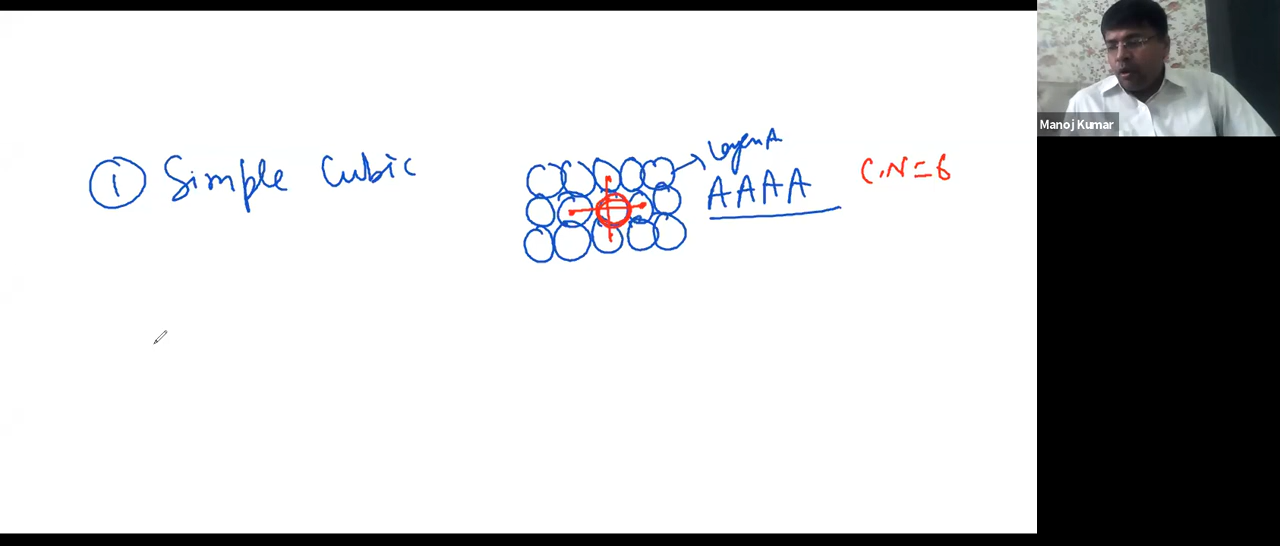 ① Simple Cubic
Layer A
AAAA
C.N = 6
Manoj Kumar